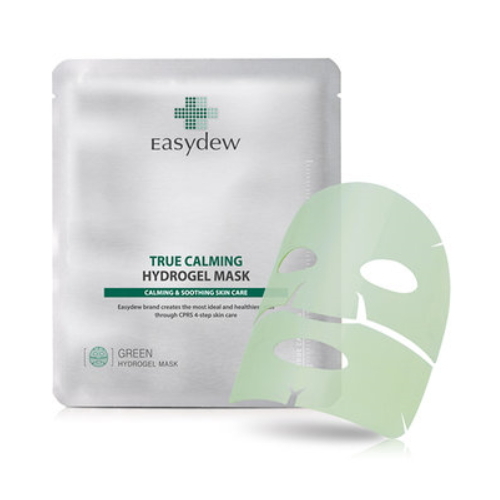 Easydew
TRUE CALMING
HYDROGEL MASK
CALMING & SOOTHING SKIN CARE
Easydew brand creates the most ideal and healthier
through CPRS 4-step skin care
GREEN
HYDROGEL MASK